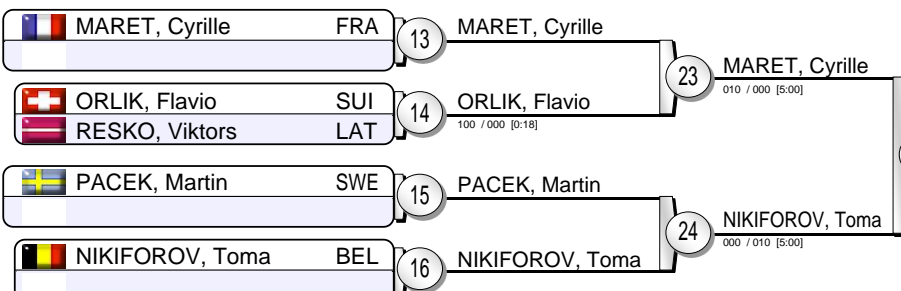 MARET, Cyrille FRA
13
MARET, Cyrille
23
MARET, Cyrille
010 / 000 [5:00]
ORLIK, Flavio SUI
RESKO, Viktors LAT
14
ORLIK, Flavio
100 / 000 [0:18]
PACEK, Martin SWE
15
PACEK, Martin
24
NIKIFOROV, Toma
000 / 010 [5:00]
NIKIFOROV, Toma BEL
16
NIKIFOROV, Toma